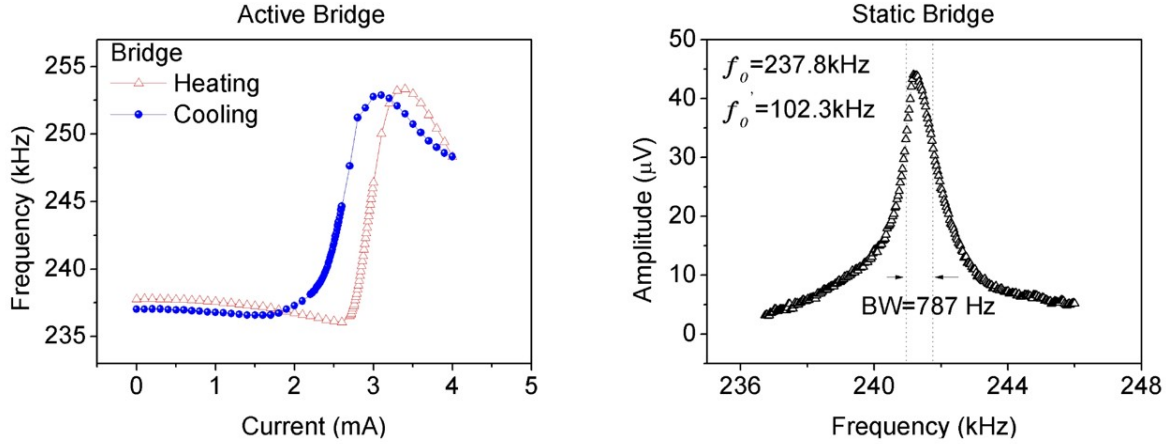 Active Bridge
Bridge
Heating
Cooling
Frequency (kHz)
255
250
245
240
235
0 1 2 3 4 5
Current (mA)
Static Bridge
f₀=237.8kHz
f₀'=102.3kHz
Amplitude (µV)
50
40
30
20
10
0
BW=787 Hz
236 240 244 248
Frequency (kHz)